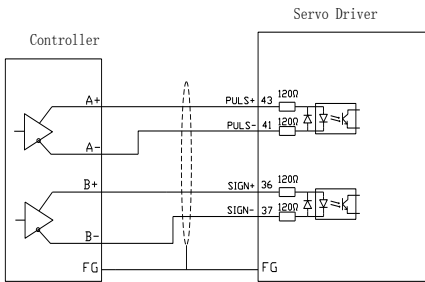 Servo Driver
Controller
A+ PULS+ 43 120Ω
A- PULS- 41 120Ω
B+ SIGN+ 36 120Ω
B- SIGN- 37 120Ω
FG FG